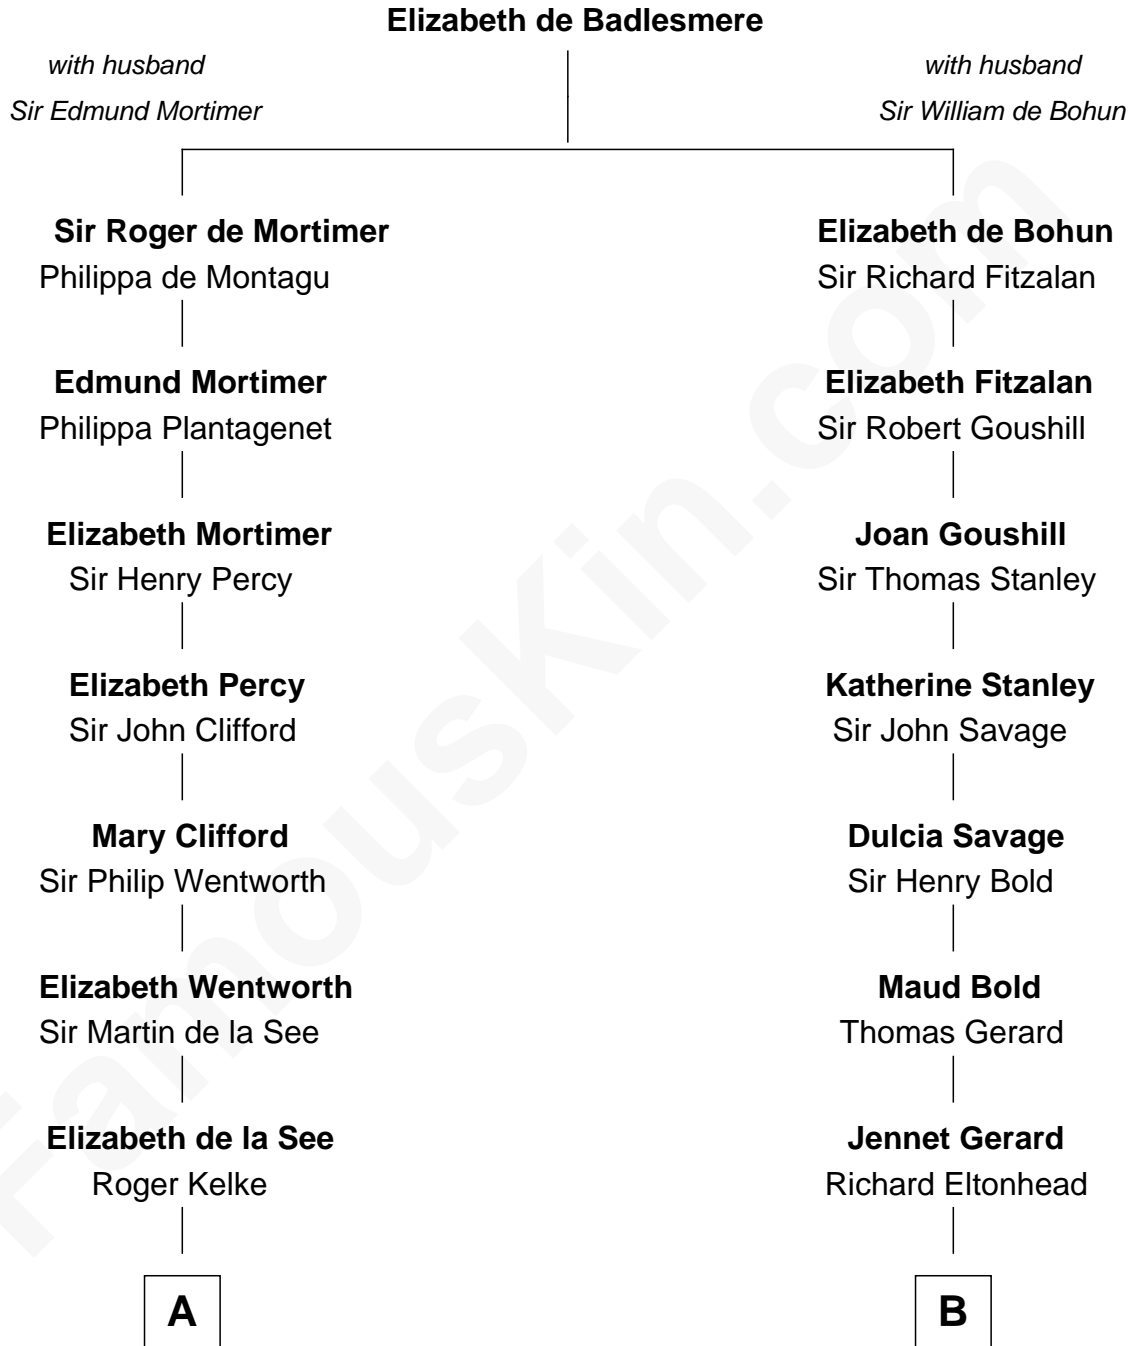 Elizabeth de Badlesmere
with husband
Sir Edmund Mortimer
with husband
Sir William de Bohun
Sir Roger de Mortimer
Philippa de Montagu
Elizabeth de Bohun
Sir Richard Fitzalan
Edmund Mortimer
Philippa Plantagenet
Elizabeth Fitzalan
Sir Robert Goushill
Elizabeth Mortimer
Sir Henry Percy
Joan Goushill
Sir Thomas Stanley
Elizabeth Percy
Sir John Clifford
Katherine Stanley
Sir John Savage
Mary Clifford
Sir Philip Wentworth
Dulcia Savage
Sir Henry Bold
Elizabeth Wentworth
Sir Martin de la See
Maud Bold
Thomas Gerard
Elizabeth de la See
Roger Kelke
Jennet Gerard
Richard Eltonhead
A
B
FamousKin.com